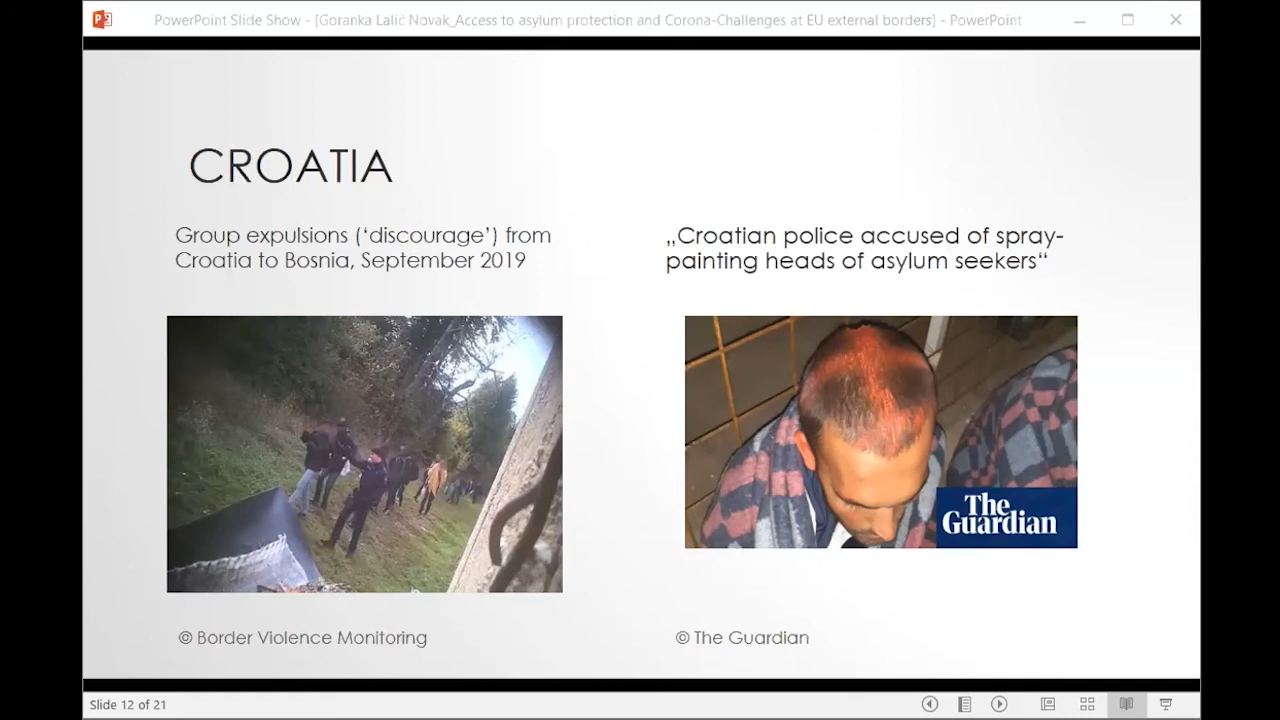 PowerPoint Slide Show - [Goranka Lalić Novak_Access to asylum protection and Corona-Challenges at EU external borders] - PowerPoint
CROATIA
Group expulsions (‘discourage’) from
Croatia to Bosnia, September 2019
„Croatian police accused of spray-
painting heads of asylum seekers“
The
Guardian
© Border Violence Monitoring
© The Guardian
Slide 12 of 21